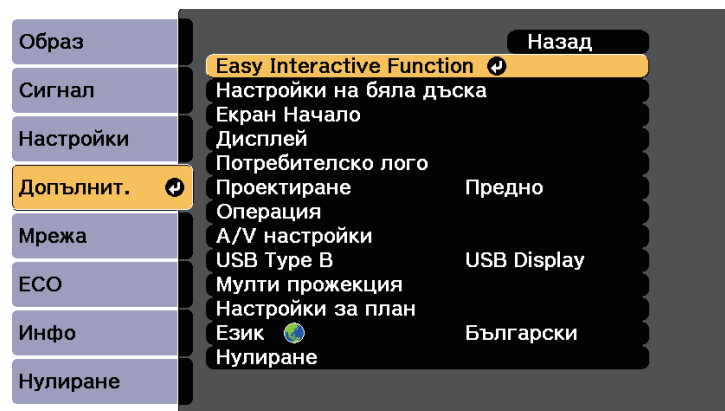 Образ
Сигнал
Настройки
Допълнит.
Мрежа
ECO
Инфо
Нулиране
Назад
Easy Interactive Function
Настройки на бяла дъска
Екран Начало
Дисплей
Потребителско лого
Проектиране Предно
Операция
A/V настройки
USB Type B USB Display
Мулти прожекция
Настройки за план
Език Български
Нулиране